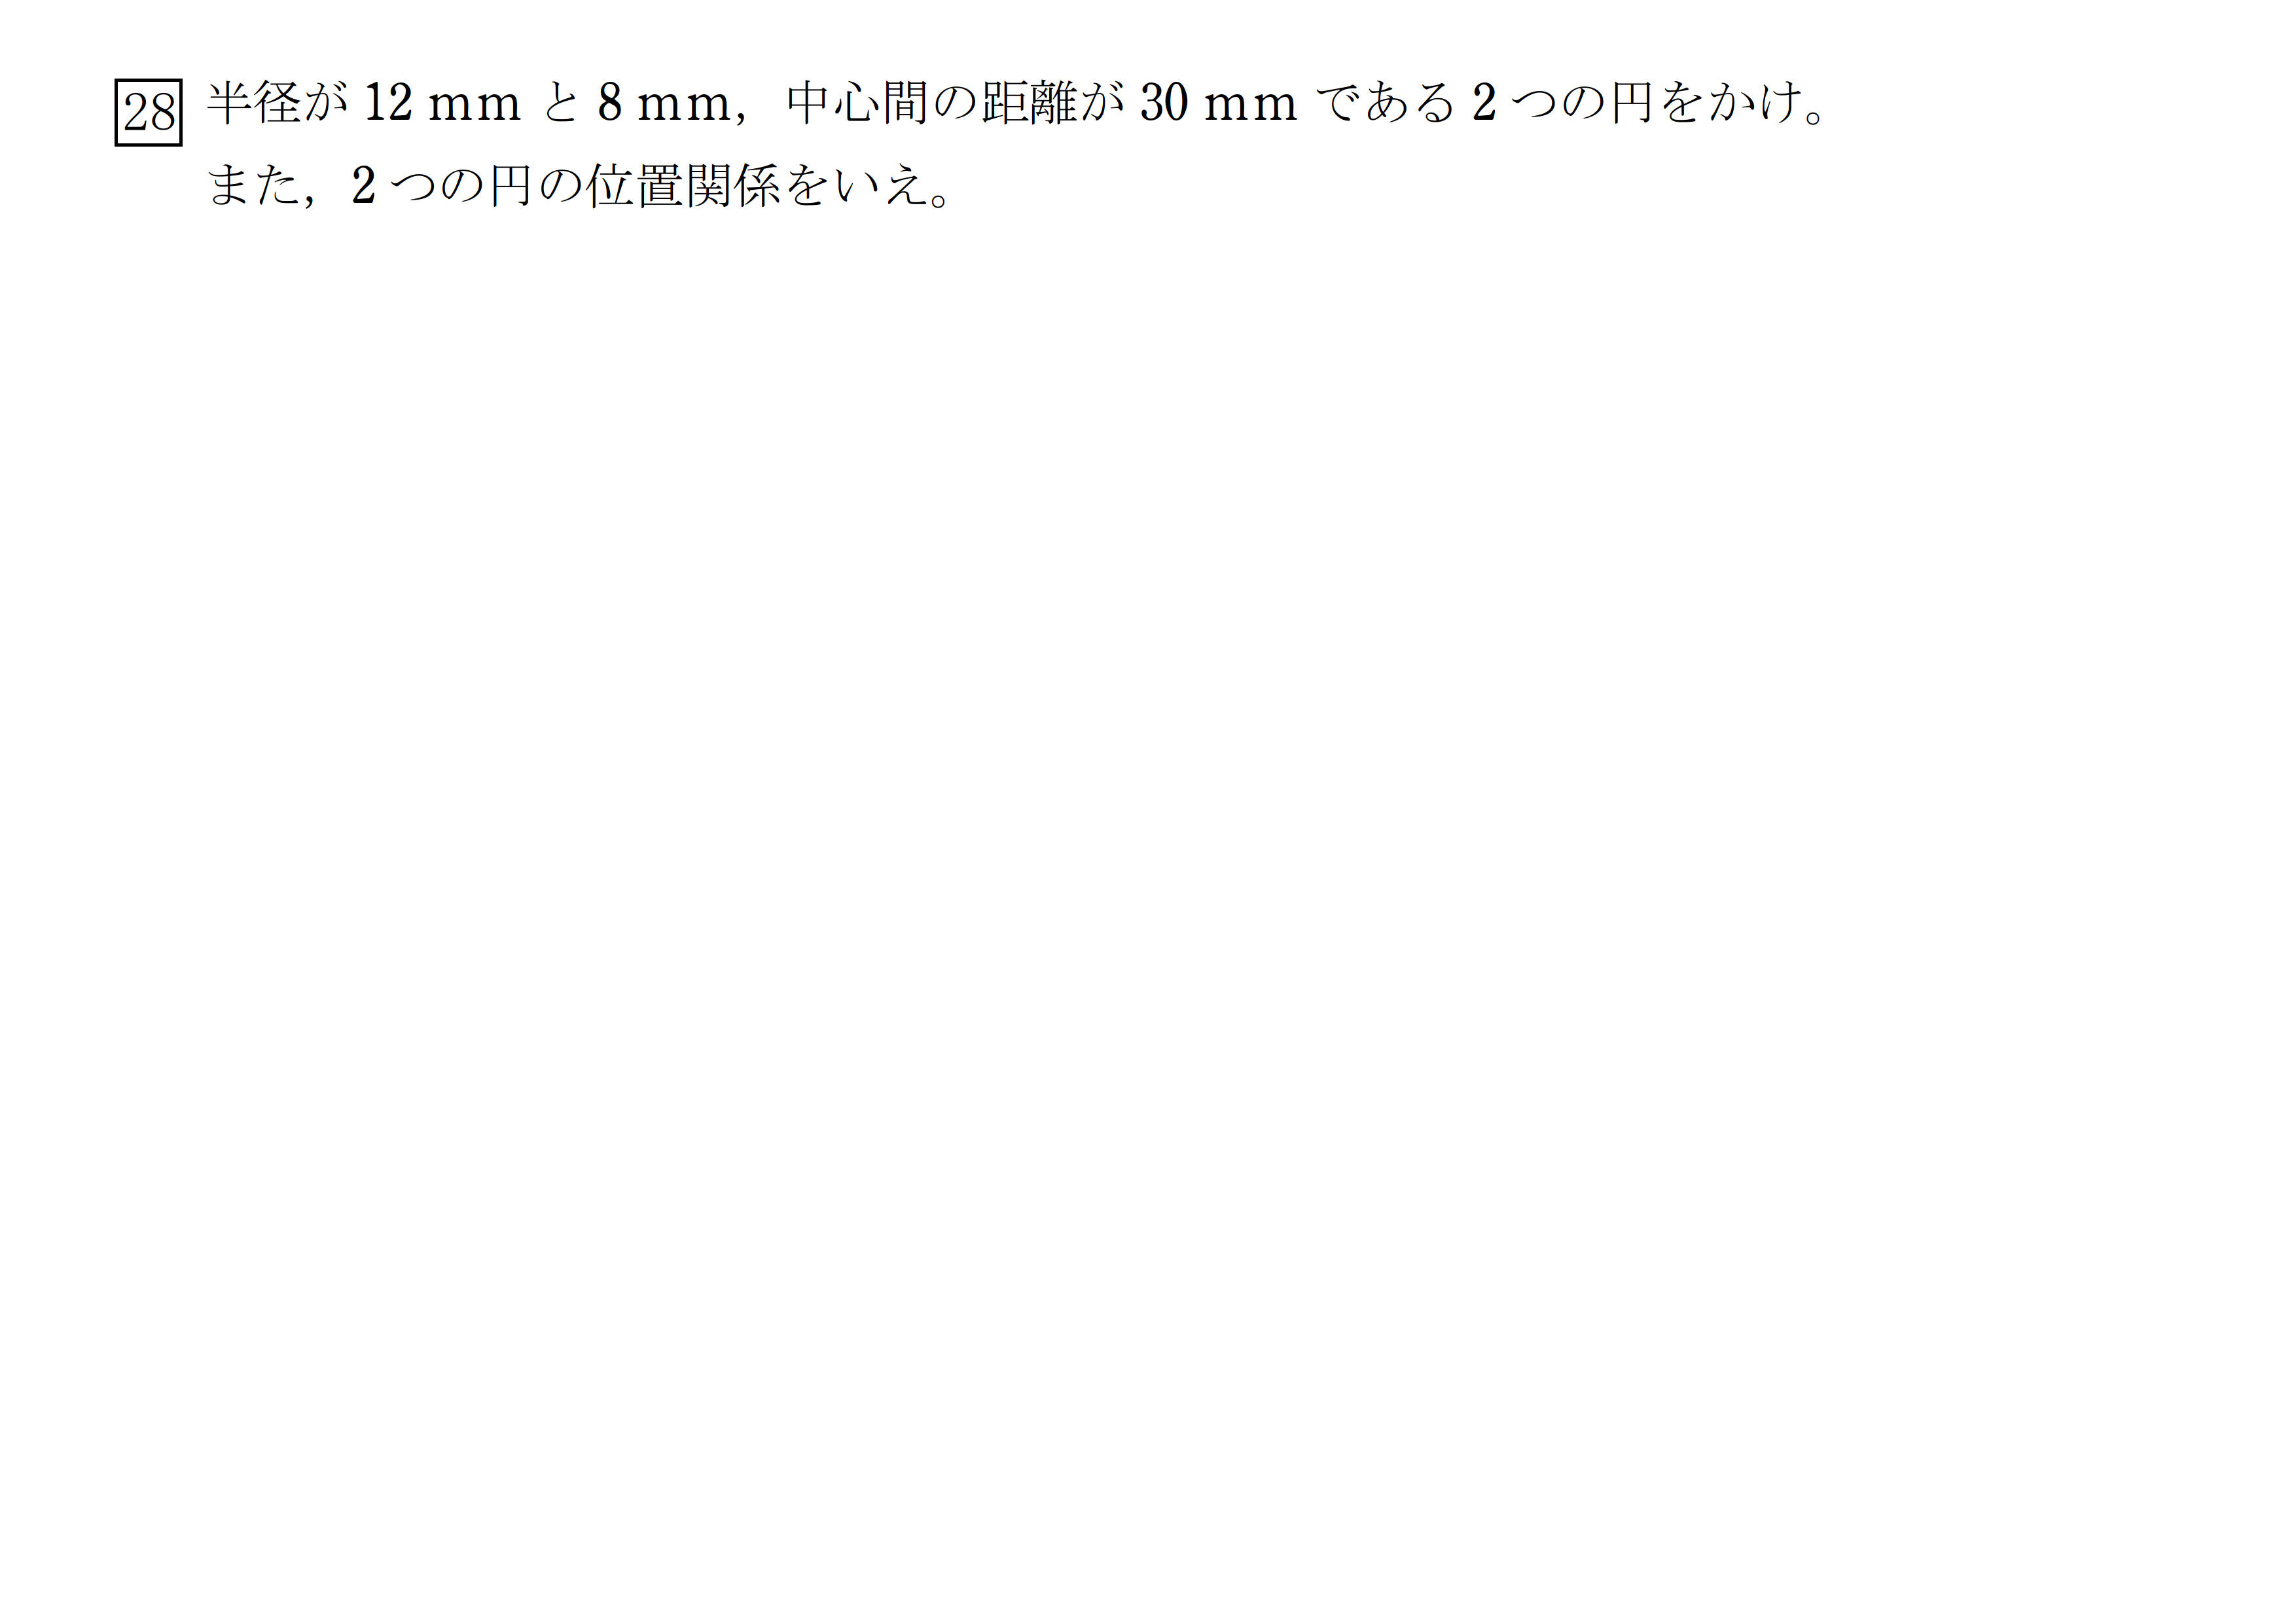 28 半径が 12 mm と 8 mm，中心間の距離が 30 mm である 2 つの円をかけ。
また，2 つの円の位置関係をいえ。